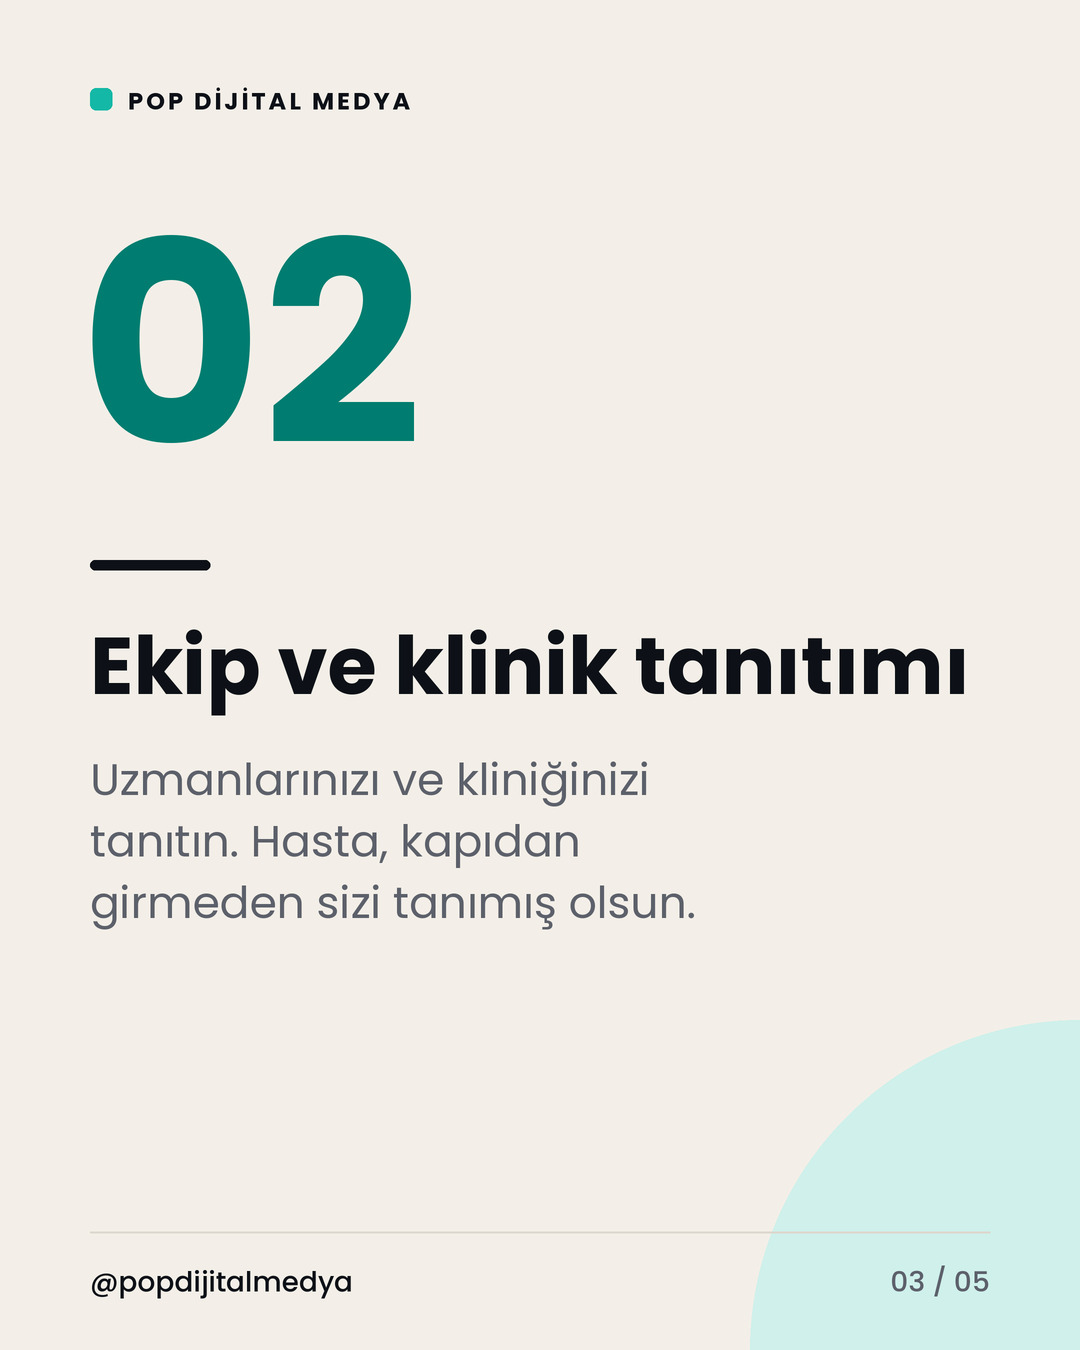 POP DİJİTAL MEDYA
02
Ekip ve klinik tanıtımı
Uzmanlarınızı ve kliniğinizi
tanıtın. Hasta, kapıdan
girmeden sizi tanımış olsun.
@popdijitalmedya
03 / 05